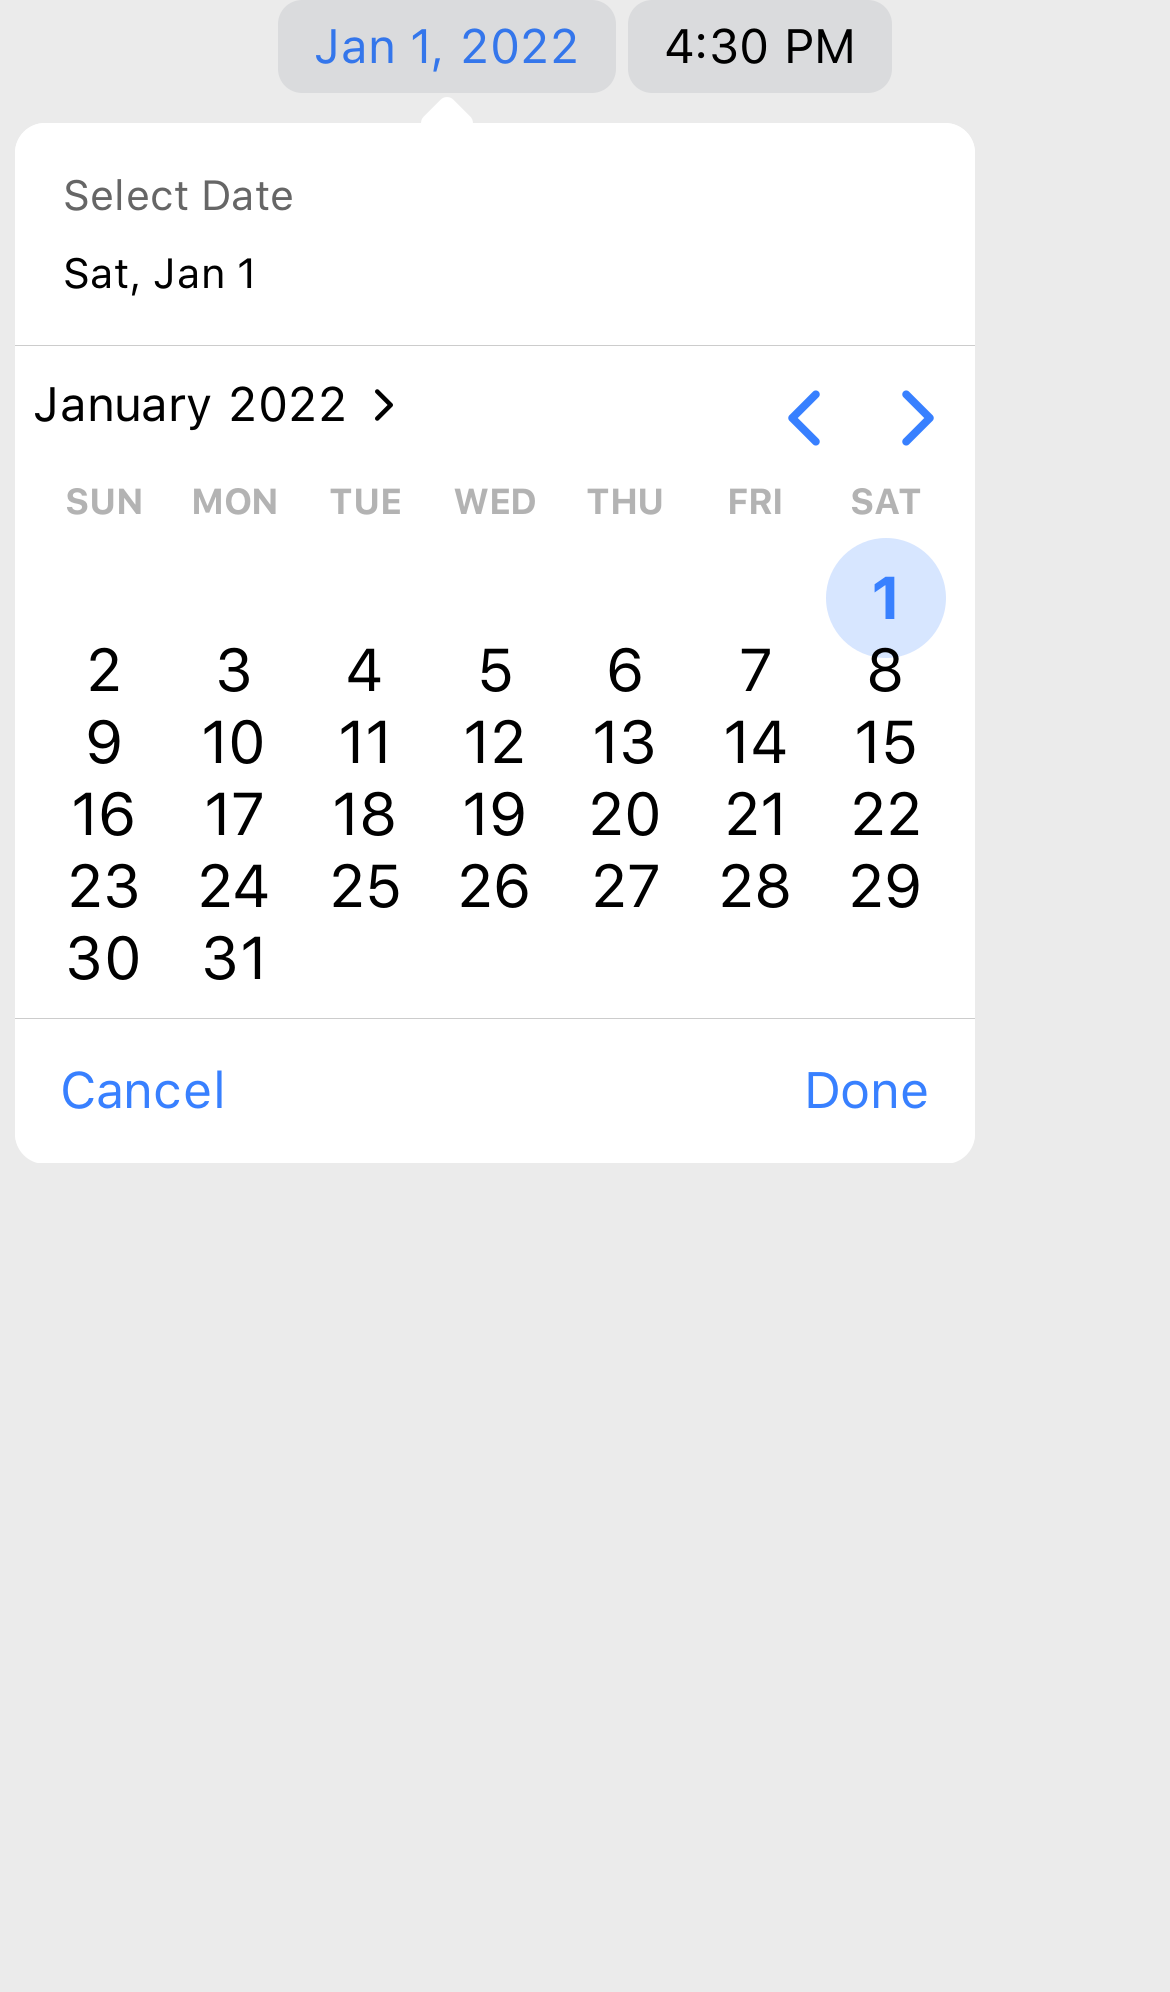 Jan 1, 2022 4:30 PM
Select Date
Sat, Jan 1
January 2022
SUN MON TUE WED THU FRI SAT
1
2 3 4 5 6 7 8
9 10 11 12 13 14 15
16 17 18 19 20 21 22
23 24 25 26 27 28 29
30 31
Cancel Done